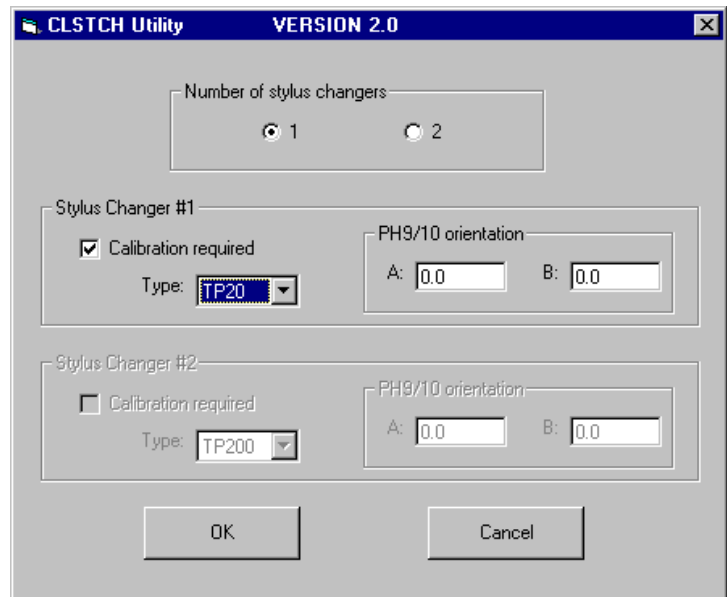 CLSTCH Utility VERSION 2.0
Number of stylus changers
1 2
Stylus Changer #1
Calibration required
PH9/10 orientation
Type: TP20
A: 0.0 B: 0.0
Stylus Changer #2
Calibration required
PH9/10 orientation
Type: TP200
A: 0.0 B: 0.0
OK Cancel